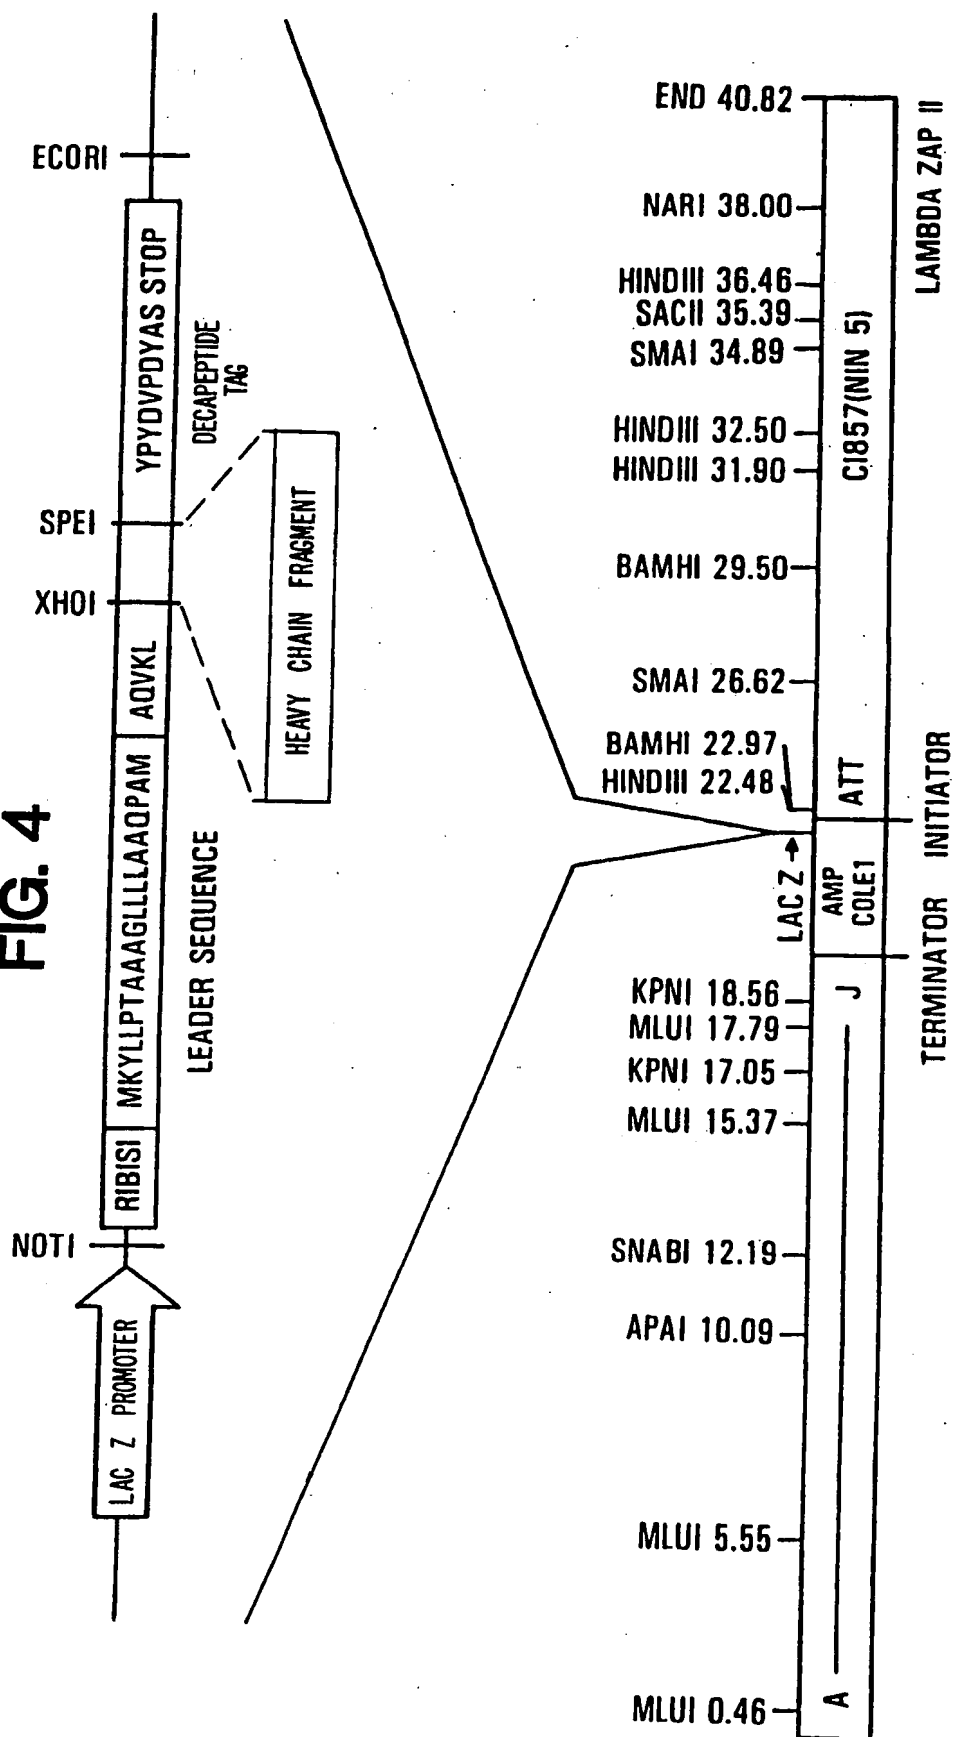 FIG. 4
LAC Z PROMOTER
NOTI
RIBISI
MKYLLPTAAAGLLLLAAQPAM
AQVKL
XHOI
SPEI
YPYDVPDYAS STOP
ECORI
LEADER SEQUENCE
DECAPEPTIDE
TAG
HEAVY CHAIN FRAGMENT
END 40.82
NARI 38.00
HINDIII 36.46
SACII 35.39
SMAI 34.89
HINDIII 32.50
HINDIII 31.90
BAMHI 29.50
SMAI 26.62
BAMHI 22.97
HINDIII 22.48
LAC Z
KPNI 18.56
MLUI 17.79
KPNI 17.05
MLUI 15.37
SNABI 12.19
APAI 10.09
MLUI 5.55
MLUI 0.46
A
J
AMP
COLE1
ATT
CI857(NIN 5)
TERMINATOR
INITIATOR
LAMBDA ZAP II